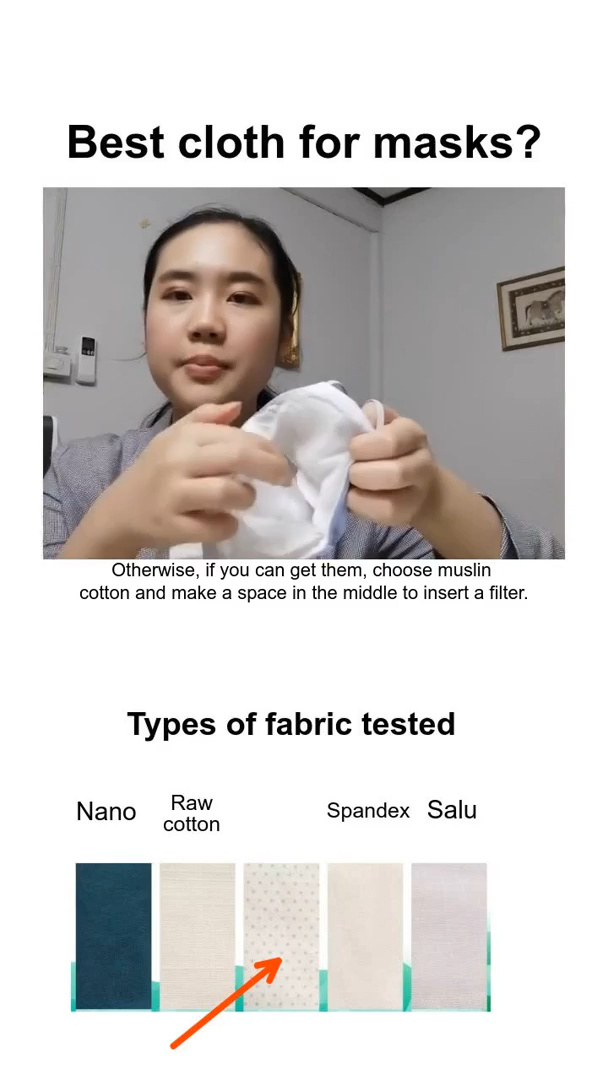 Best cloth for masks?
Otherwise, if you can get them, choose muslin
cotton and make a space in the middle to insert a filter.
Types of fabric tested
Nano
Raw
cotton
Spandex
Salu